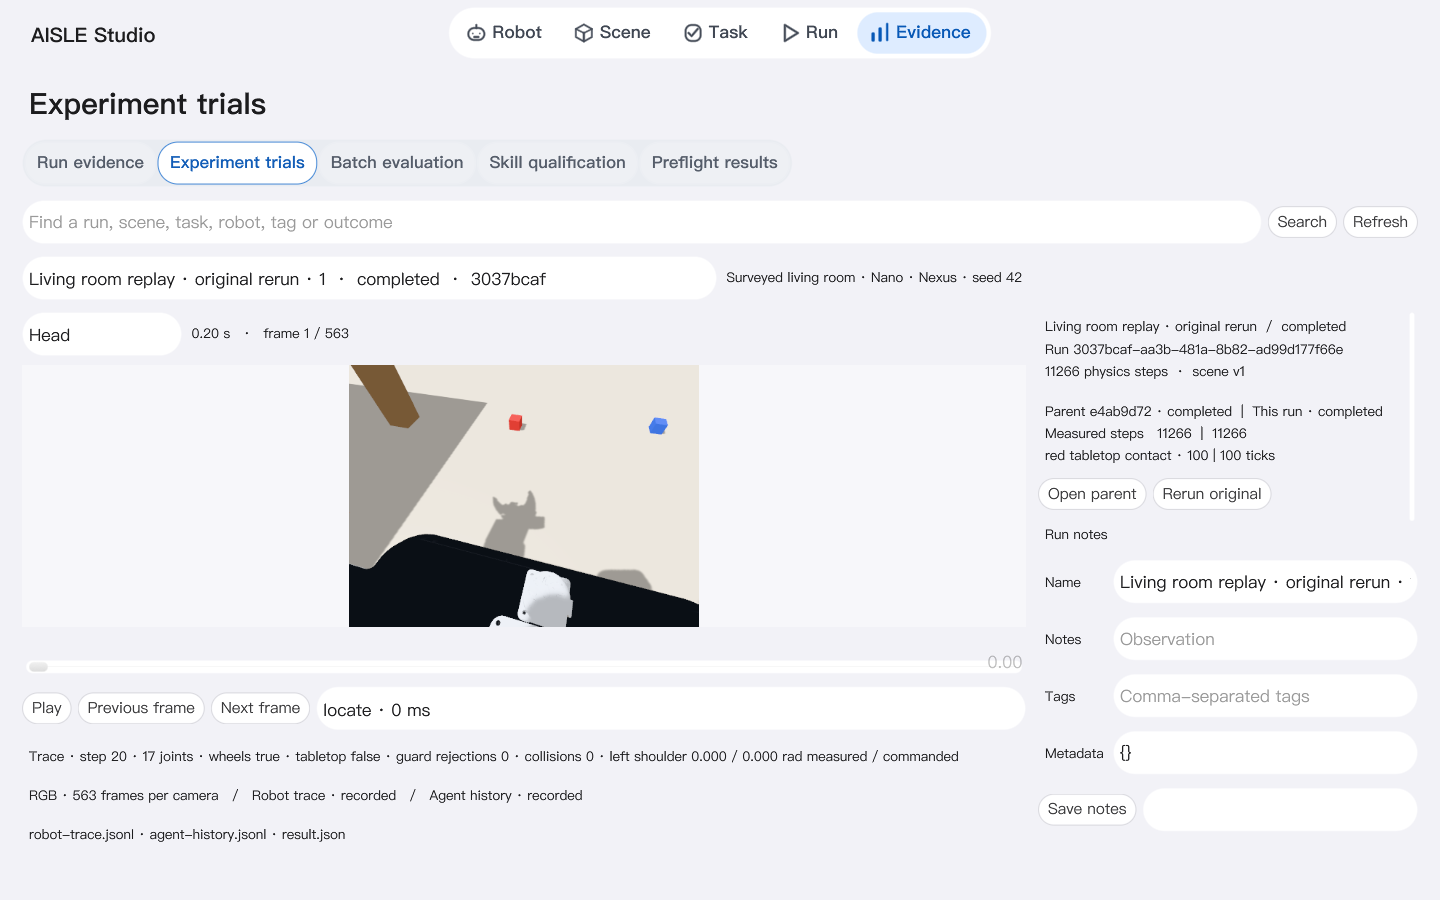 AISLE Studio
Robot
Scene
Task
Run
Evidence
Experiment trials
Run evidence
Experiment trials
Batch evaluation
Skill qualification
Preflight results
Find a run, scene, task, robot, tag or outcome
Search
Refresh
Living room replay · original rerun · 1 · completed · 3037bcaf
Surveyed living room · Nano · Nexus · seed 42
Head
0.20 s · frame 1 / 563
Living room replay · original rerun / completed
Run 3037bcaf-aa3b-481a-8b82-ad99d177f66e
11266 physics steps · scene v1
Parent e4ab9d72 · completed | This run · completed
Measured steps 11266 | 11266
red tabletop contact · 100 | 100 ticks
Open parent
Rerun original
Run notes
Name
Living room replay · original rerun ·
Notes
Observation
Tags
Comma-separated tags
Metadata
{}
Save notes
0.00
Play
Previous frame
Next frame
locate · 0 ms
Trace · step 20 · 17 joints · wheels true · tabletop false · guard rejections 0 · collisions 0 · left shoulder 0.000 / 0.000 rad measured / commanded
RGB · 563 frames per camera / Robot trace · recorded / Agent history · recorded
robot-trace.jsonl · agent-history.jsonl · result.json